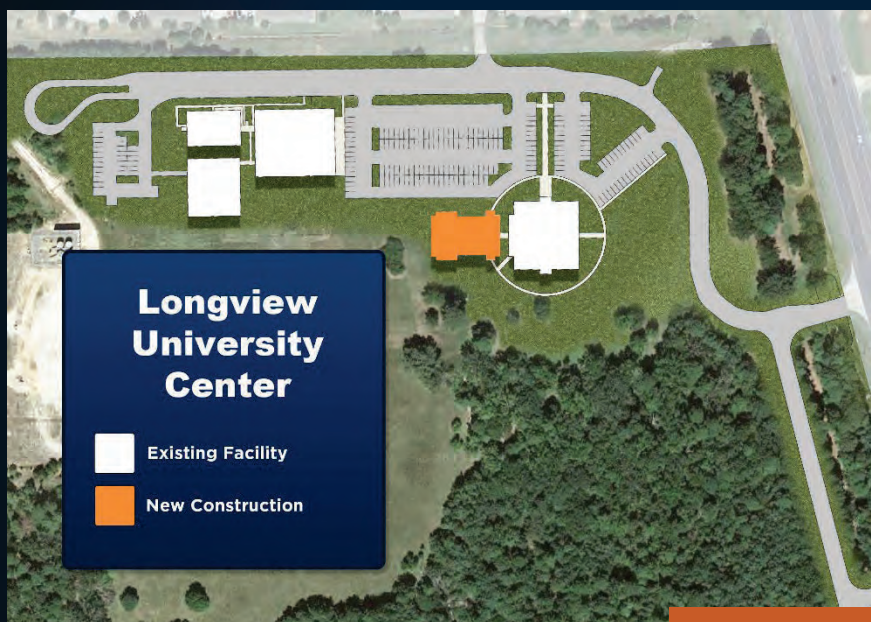 Longview
University
Center
Existing Facility
New Construction